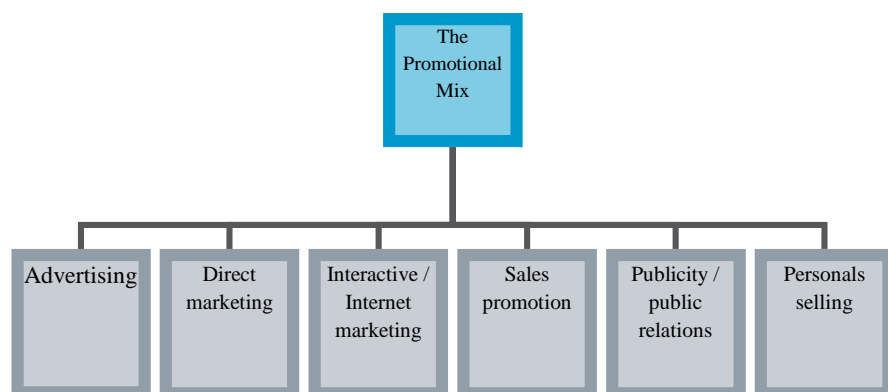 The
Promotional
Mix
Advertising
Direct
marketing
Interactive /
Internet
marketing
Sales
promotion
Publicity /
public
relations
Personals
selling